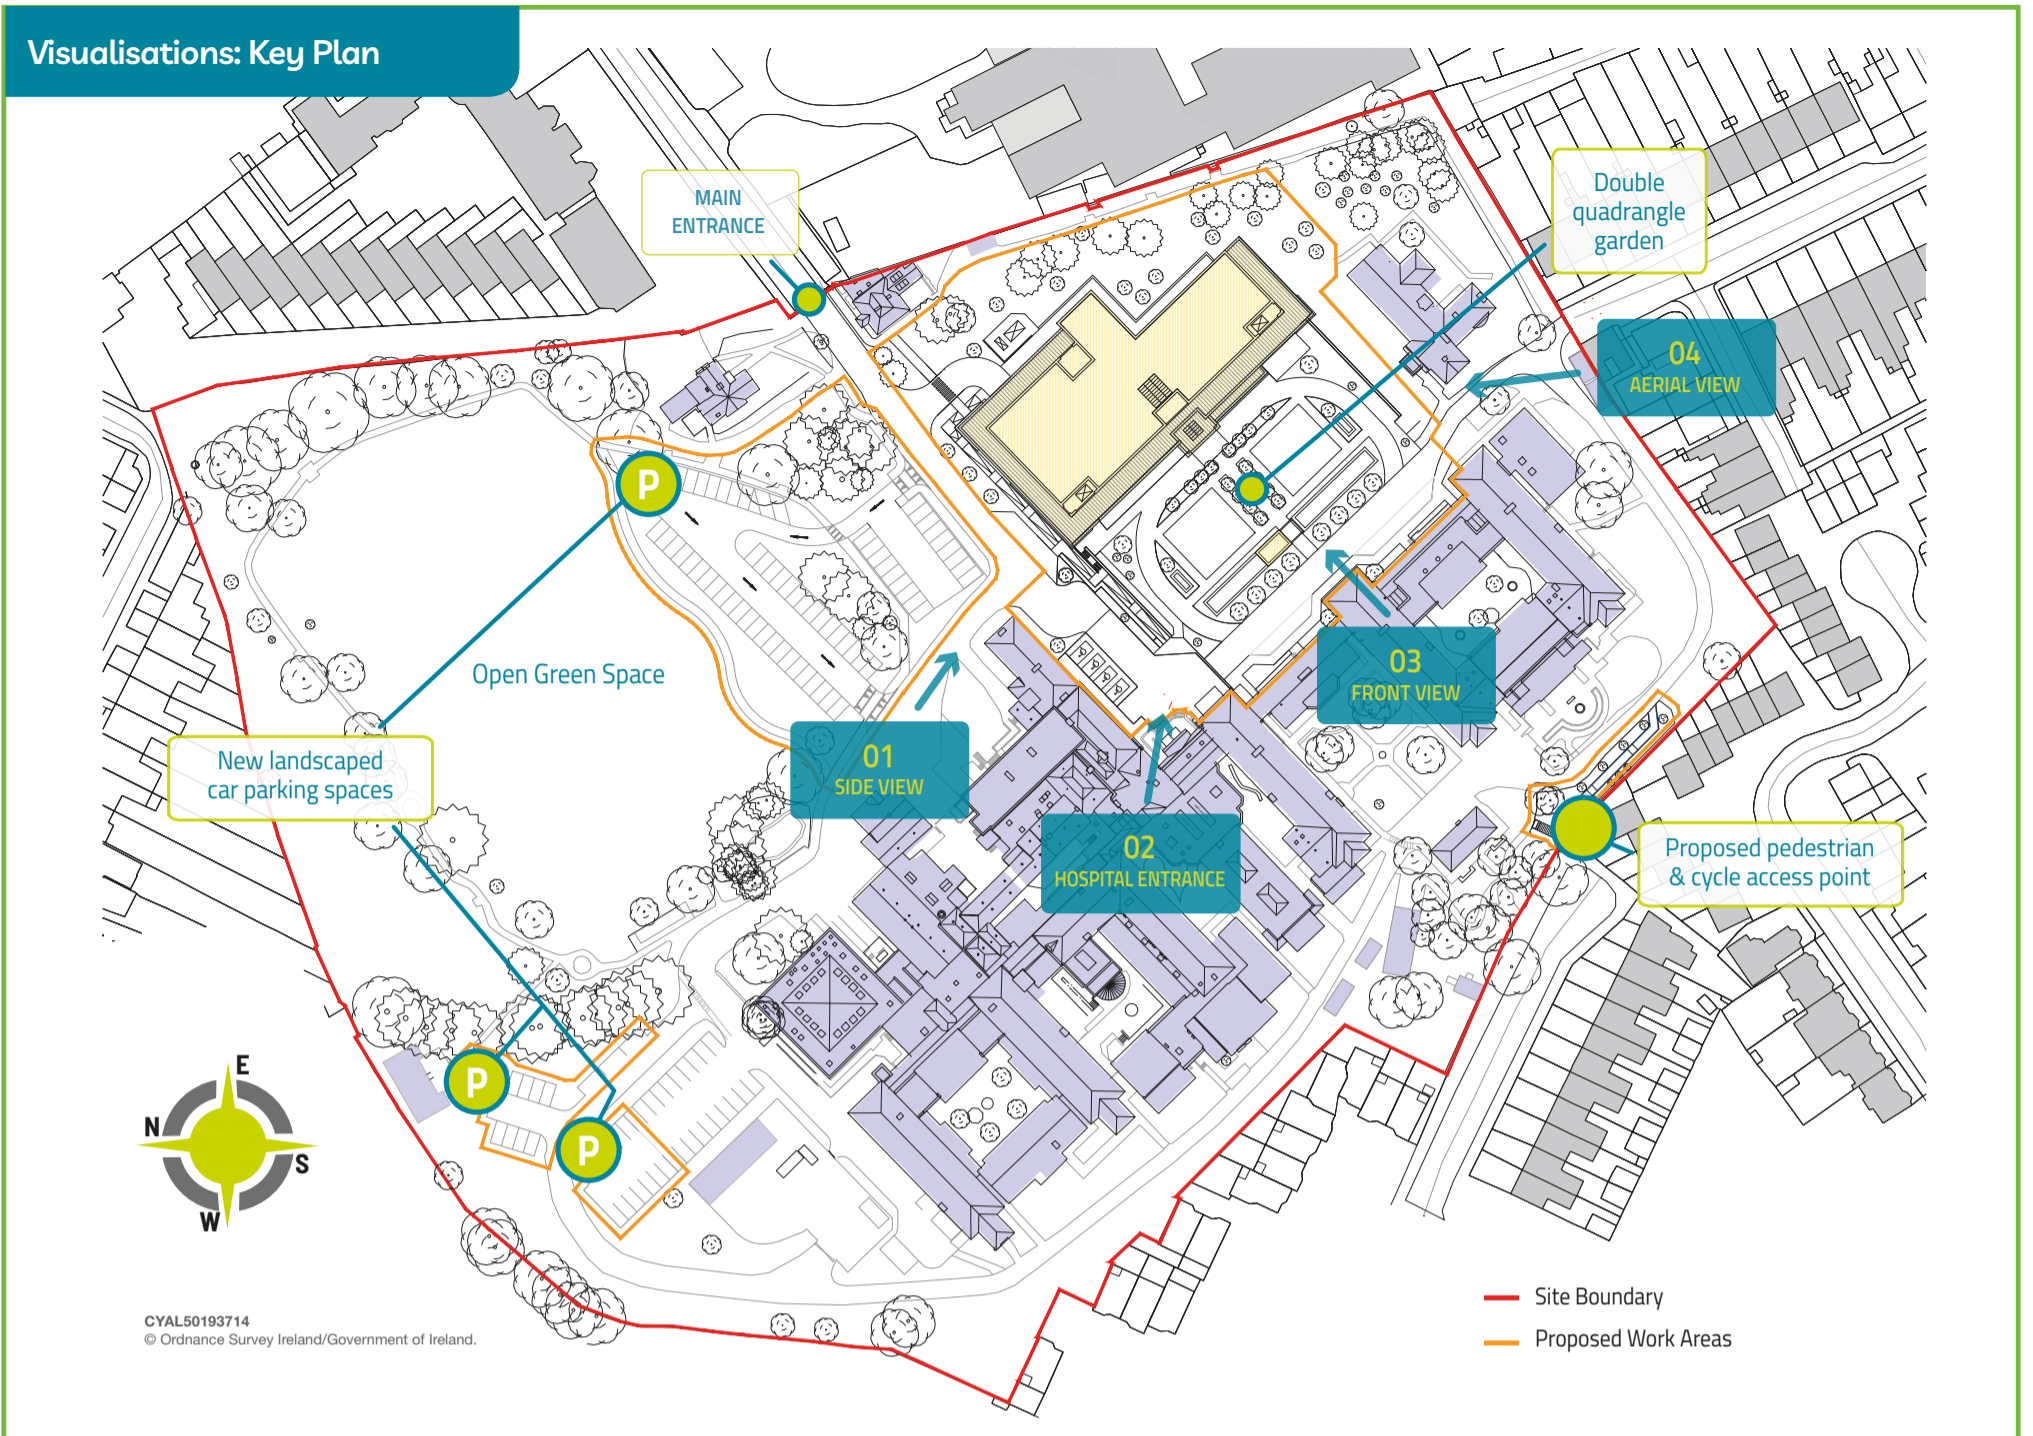 Visualisations: Key Plan
MAIN
ENTRANCE
Double
quadrangle
garden
04
AERIAL VIEW
P
Open Green Space
03
FRONT VIEW
New landscaped
car parking spaces
01
SIDE VIEW
02
HOSPITAL ENTRANCE
Proposed pedestrian
& cycle access point
P
P
E
N
S
W
Site Boundary
Proposed Work Areas
CYAL50193714
© Ordnance Survey Ireland/Government of Ireland.